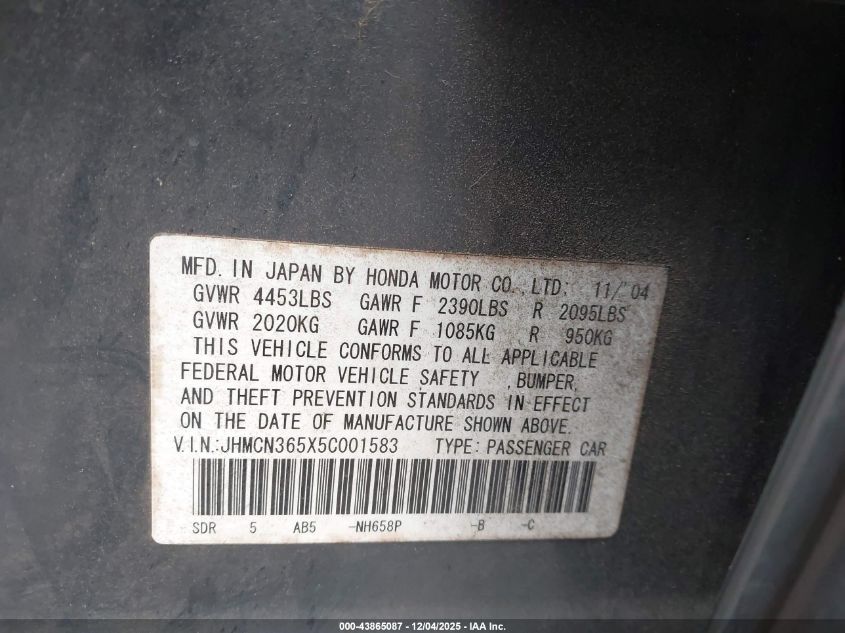 MFD. IN JAPAN BY HONDA MOTOR CO., LTD: 11/ 04
GVWR 4453LBS GAWR F 2390LBS R 2095LBS
GVWR 2020KG GAWR F 1085KG R 950KG
THIS VEHICLE CONFORMS TO ALL APPLICABLE
FEDERAL MOTOR VEHICLE SAFETY ,BUMPER,
AND THEFT PREVENTION STANDARDS IN EFFECT
ON THE DATE OF MANUFACTURE SHOWN ABOVE.
V.I.N.:JHMCN365X5C001583 TYPE: PASSENGER CAR
SDR 5 AB5 -NH658P -B -C
000-43865087 - 12/04/2025 - IAA Inc.